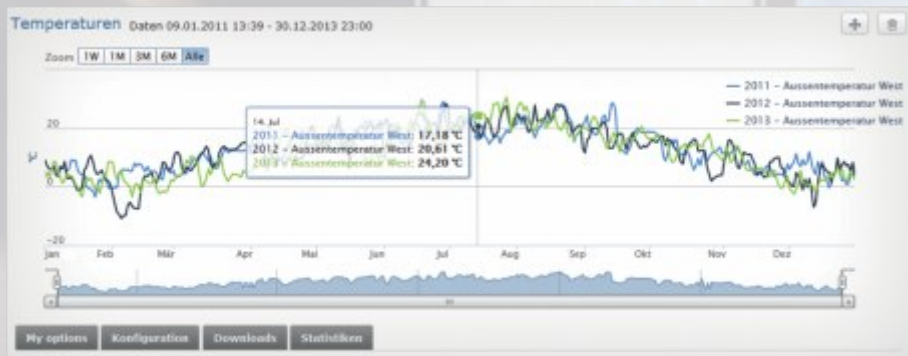 Temperaturen Daten 09.01.2011 13:39 - 30.12.2013 23:00
Zoom 1W 1M 3M 6M Alle
2011 - Aussentemperatur West
2012 - Aussentemperatur West
2013 - Aussentemperatur West
20
°C
0
-20
14. Jul
2011 - Aussentemperatur West: 17,18 °C
2012 - Aussentemperatur West: 20,61 °C
2013 - Aussentemperatur West: 24,20 °C
Jan Feb Mär Apr Mai Jun Jul Aug Sep Okt Nov Dez
My options Konfiguration Downloads Statistiken